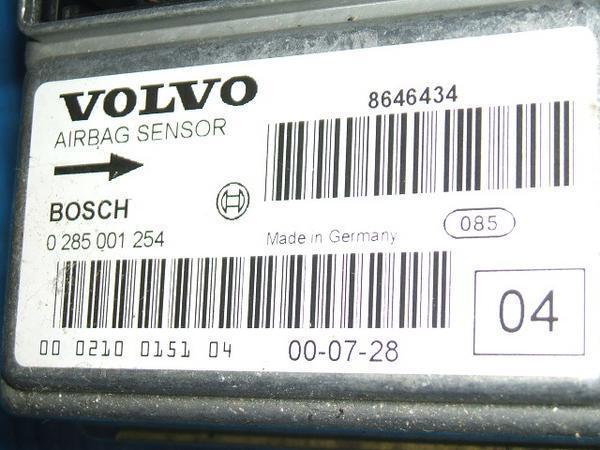 VOLVO
8646434
AIRBAG SENSOR
BOSCH
0 285 001 254
Made in Germany
085
04
00 0210 0151 04
00-07-28